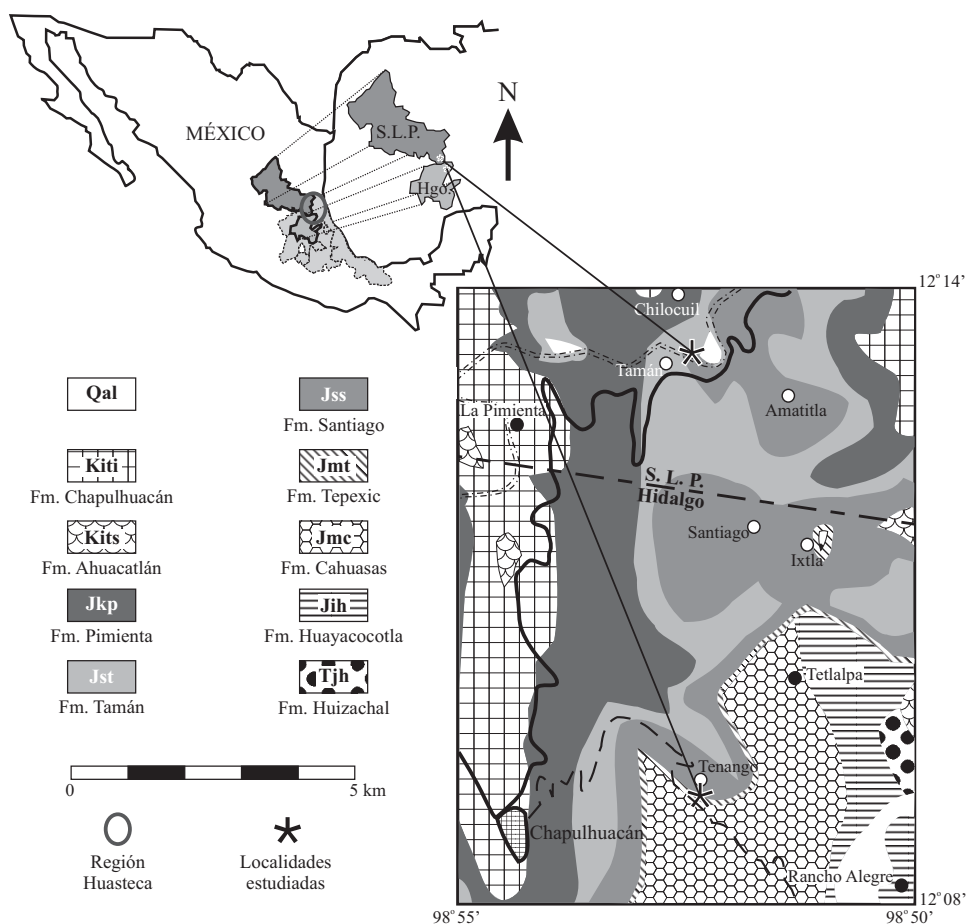 MÉXICO
S.L.P.
Hgo.
N
12°14'
Chilocuil
Tamán
Amatitla
La Pimienta
S. L. P.
Hidalgo
Santiago
Ixtla
Tetlalpa
Tenango
Chapulhuacán
Rancho Alegre
12°08'
98°55'
98°50'
Qal
Jss
Fm. Santiago
Kiti
Fm. Chapulhuacán
Jmt
Fm. Tepexic
Kits
Fm. Ahuacatlán
Jmc
Fm. Cahuasas
Jkp
Fm. Pimienta
Jih
Fm. Huayacocotla
Jst
Fm. Tamán
Tjh
Fm. Huizachal
0
5 km
Región
Huasteca
Localidades
estudiadas